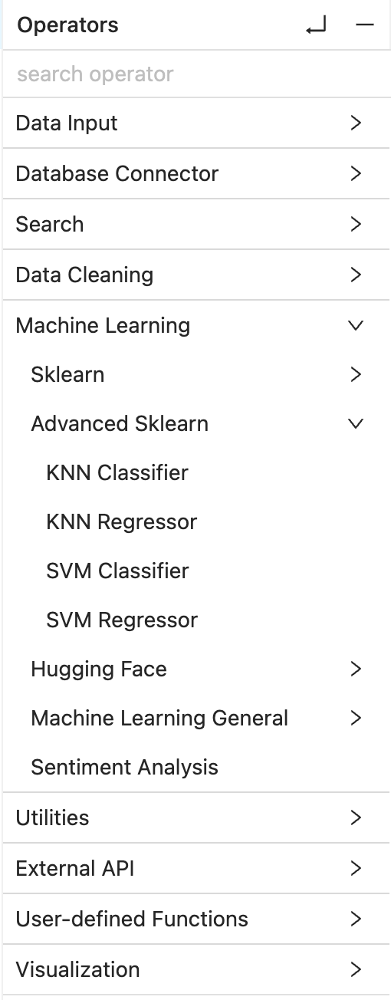 Operators
search operator
Data Input
Database Connector
Search
Data Cleaning
Machine Learning
Sklearn
Advanced Sklearn
KNN Classifier
KNN Regressor
SVM Classifier
SVM Regressor
Hugging Face
Machine Learning General
Sentiment Analysis
Utilities
External API
User-defined Functions
Visualization